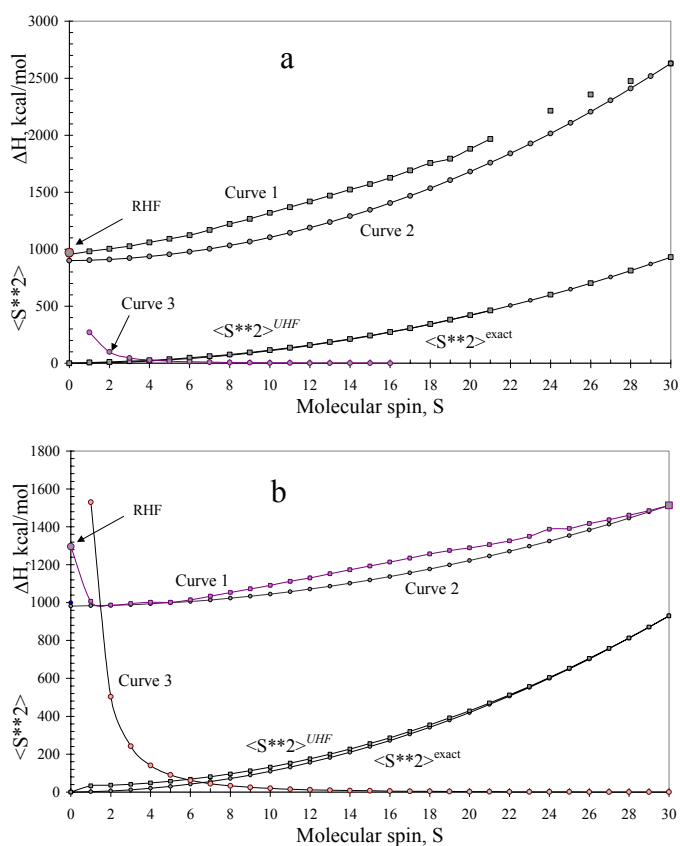 a
3000
2500
2000
1500
1000
500
0
ΔH, kcal/mol
<S**2>
Curve 1
RHF
Curve 2
Curve 3
<S**2>^UHF
<S**2>^exact
0 2 4 6 8 10 12 14 16 18 20 22 24 26 28 30
Molecular spin, S
b
1800
1600
1400
1200
1000
800
600
400
200
0
ΔH, kcal/mol
<S**2>
RHF
Curve 1
Curve 2
Curve 3
<S**2>^UHF
<S**2>^exact
0 2 4 6 8 10 12 14 16 18 20 22 24 26 28 30
Molecular spin, S